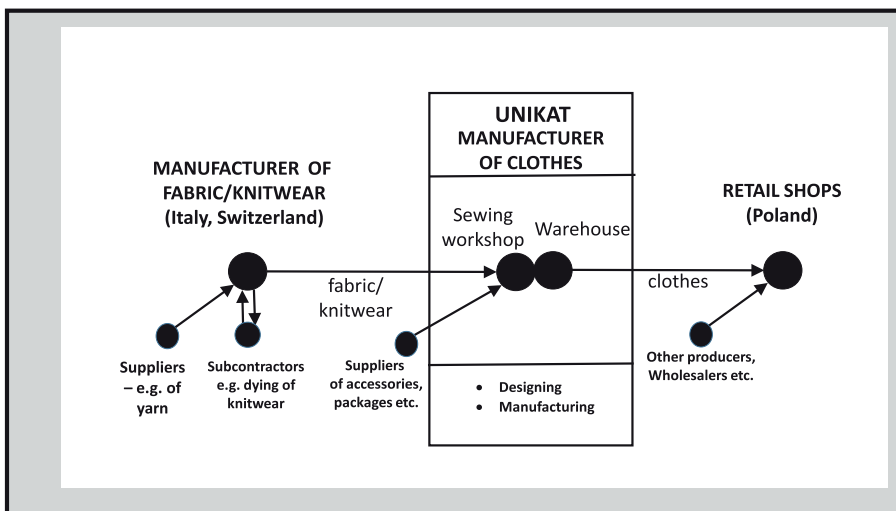 UNIKAT
MANUFACTURER
OF CLOTHES
MANUFACTURER OF
FABRIC/KNITWEAR
(Italy, Switzerland)
RETAIL SHOPS
(Poland)
Sewing
workshop
Warehouse
fabric/
knitwear
clothes
Suppliers
– e.g. of
yarn
Subcontractors
e.g. dying of
knitwear
Suppliers
of accessories,
packages etc.
• Designing
• Manufacturing
Other producers,
Wholesalers etc.